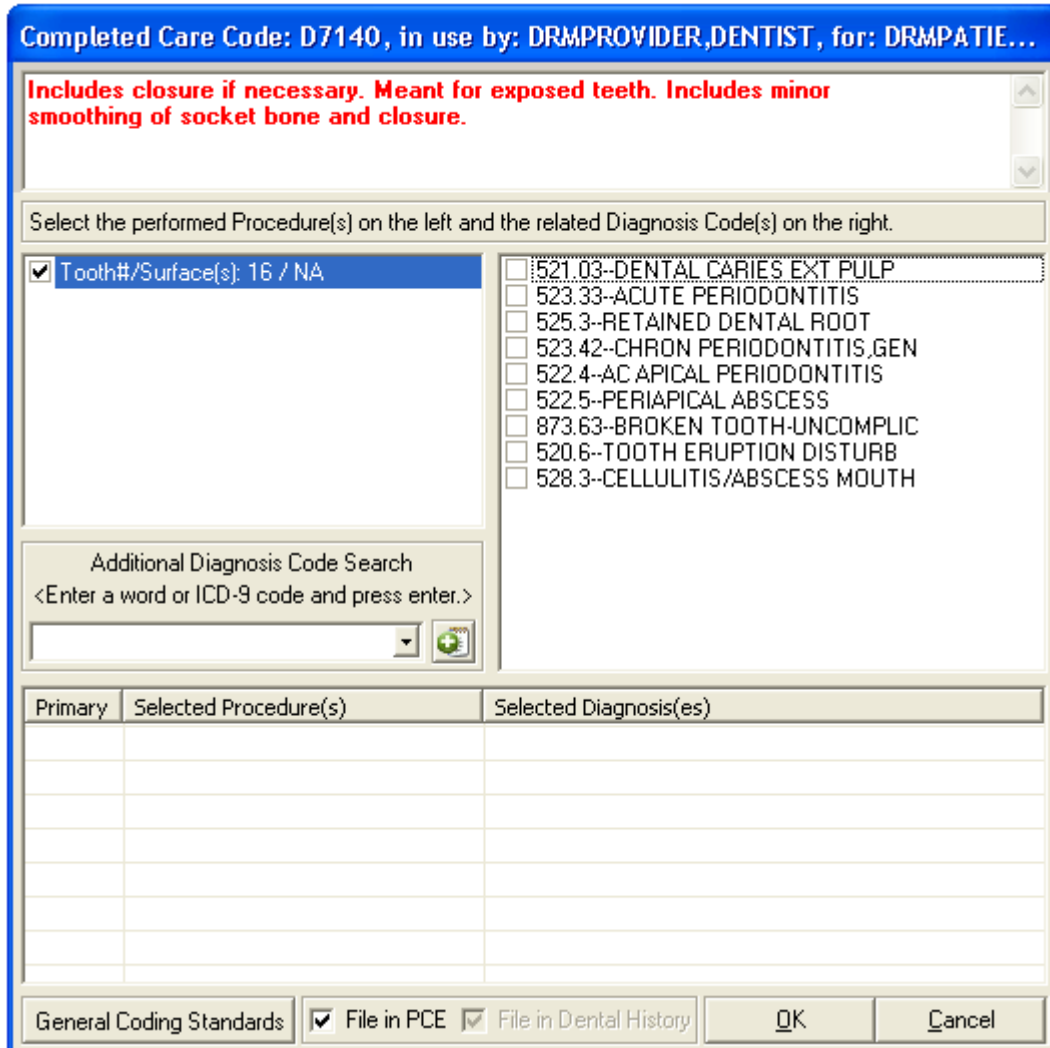 Completed Care Code: D7140, in use by: DRMPROVIDER,DENTIST, for: DRMPATIE...
Includes closure if necessary. Meant for exposed teeth. Includes minor
smoothing of socket bone and closure.
Select the performed Procedure(s) on the left and the related Diagnosis Code(s) on the right.
Tooth#/Surface(s): 16 / NA
521.03--DENTAL CARIES EXT PULP
523.33--ACUTE PERIODONTITIS
525.3--RETAINED DENTAL ROOT
523.42--CHRON PERIODONTITIS,GEN
522.4--AC APICAL PERIODONTITIS
522.5--PERIAPICAL ABSCESS
873.63--BROKEN TOOTH-UNCOMPLIC
520.6--TOOTH ERUPTION DISTURB
528.3--CELLULITIS/ABSCESS MOUTH
Additional Diagnosis Code Search
<Enter a word or ICD-9 code and press enter.>
Primary Selected Procedure(s) Selected Diagnosis(es)
General Coding Standards File in PCE File in Dental History OK Cancel